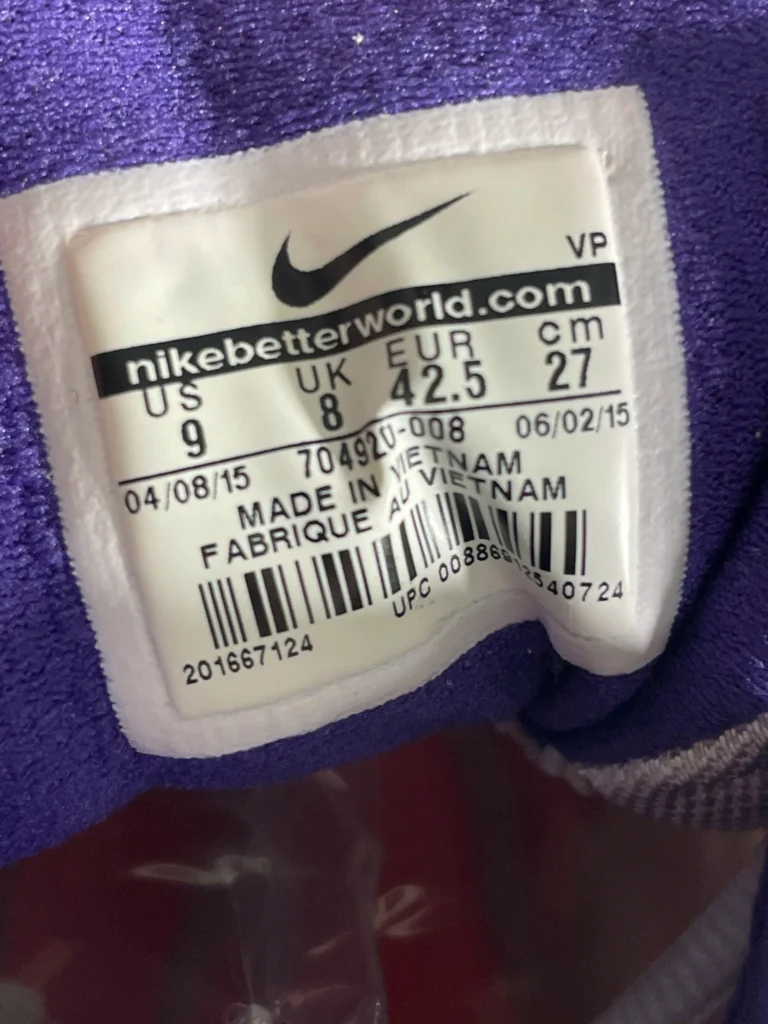 VP
nikebetterworld.com
US UK EUR cm
9 8 42.5 27
04/08/15 704920-008 06/02/15
MADE IN VIETNAM
FABRIQUE AU VIETNAM
201667124 UPC